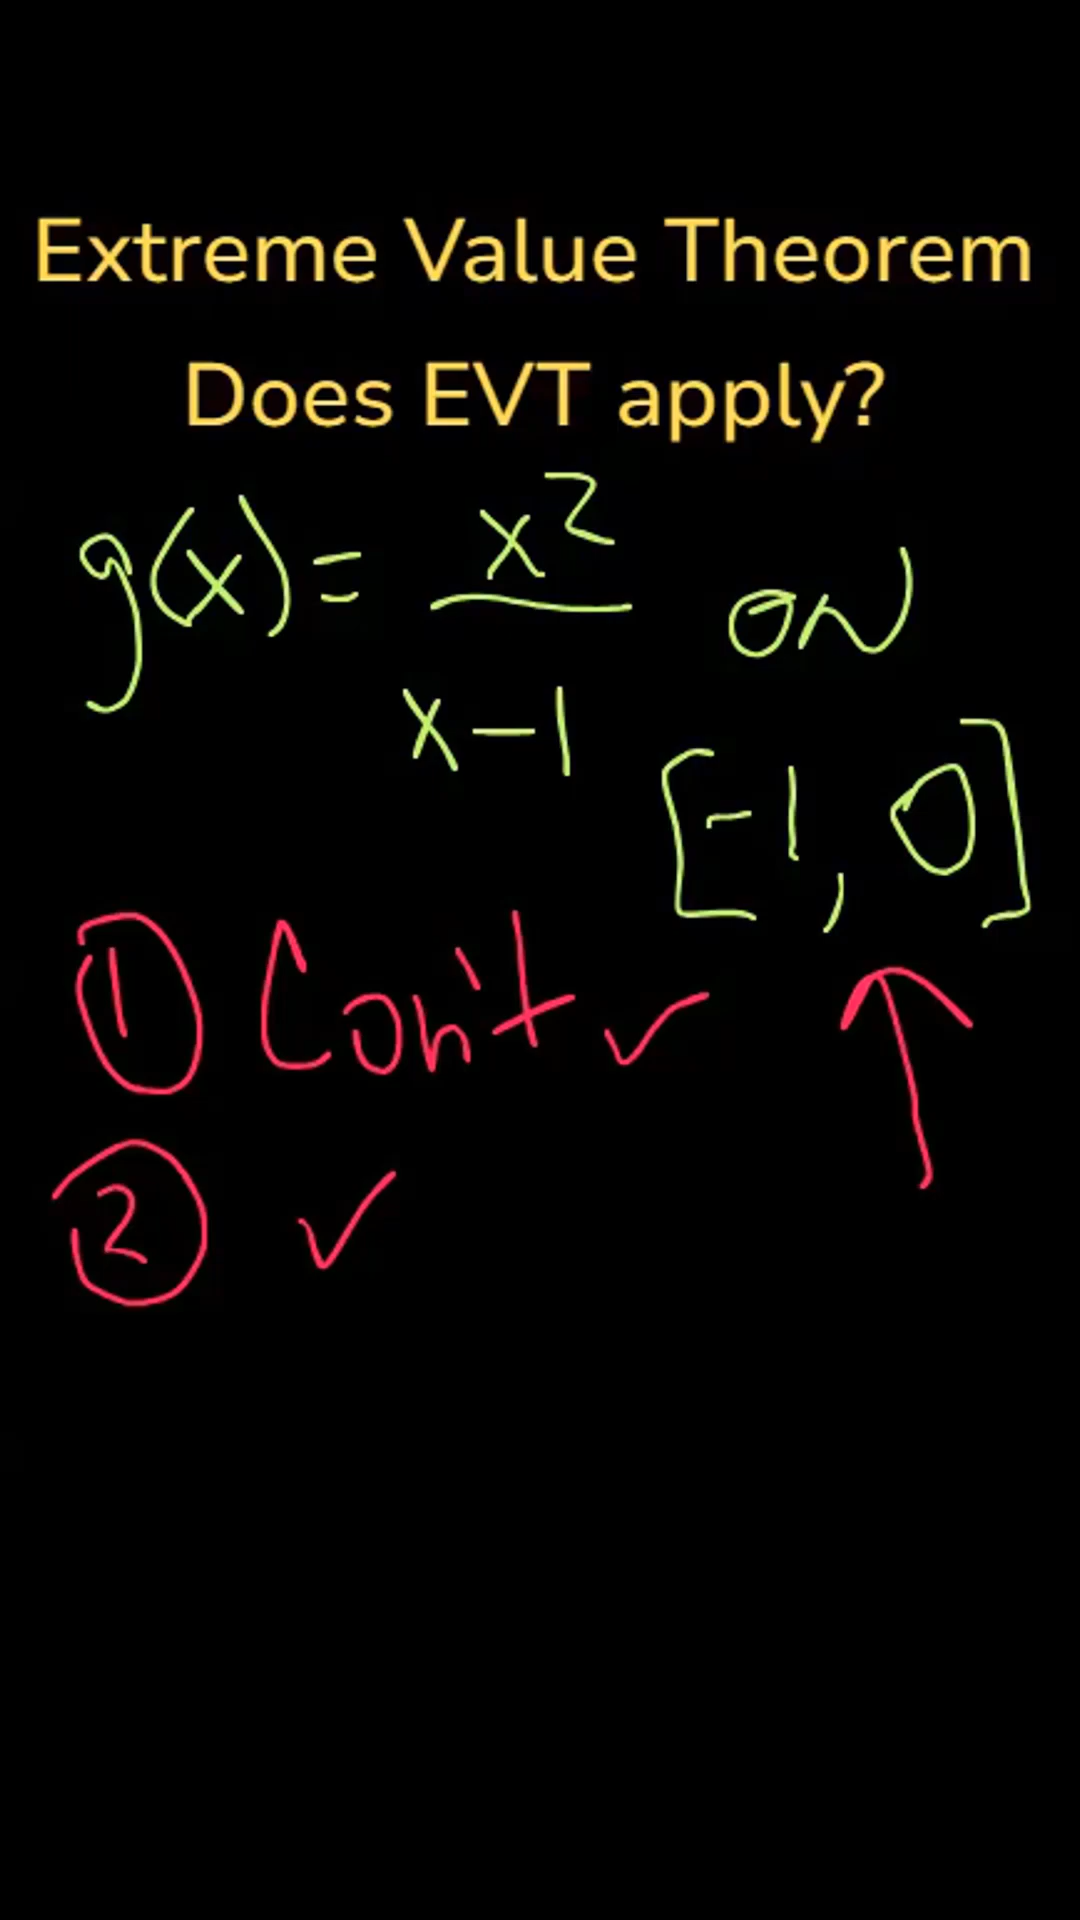 Extreme Value Theorem
Does EVT apply?
g(x) = x²/(x-1) on
[-1, 0]
① Con't ✓
② ✓